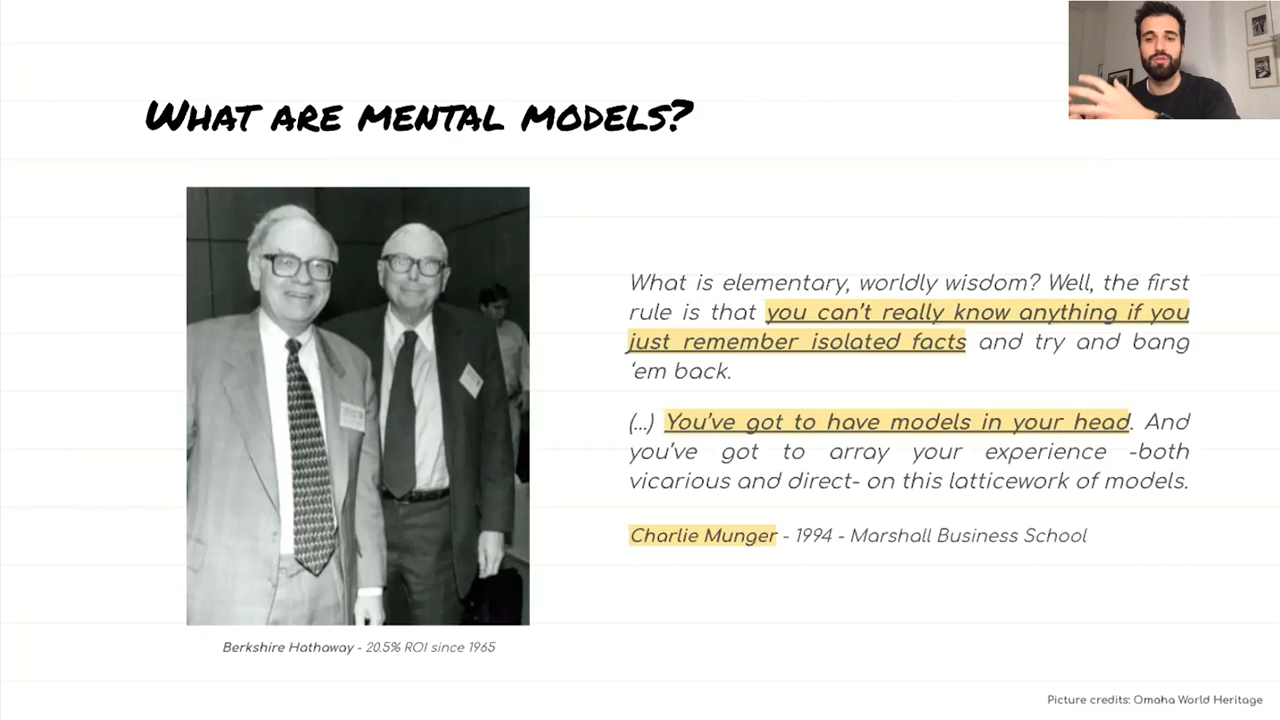 WHAT ARE MENTAL MODELS?
What is elementary, worldly wisdom? Well, the first
rule is that you can't really know anything if you
just remember isolated facts and try and bang
‘em back.
(...) You've got to have models in your head. And
you've got to array your experience -both
vicarious and direct- on this latticework of models.
Charlie Munger - 1994 - Marshall Business School
Berkshire Hathaway - 20.5% ROI since 1965
Picture credits: Omaha World Heritage